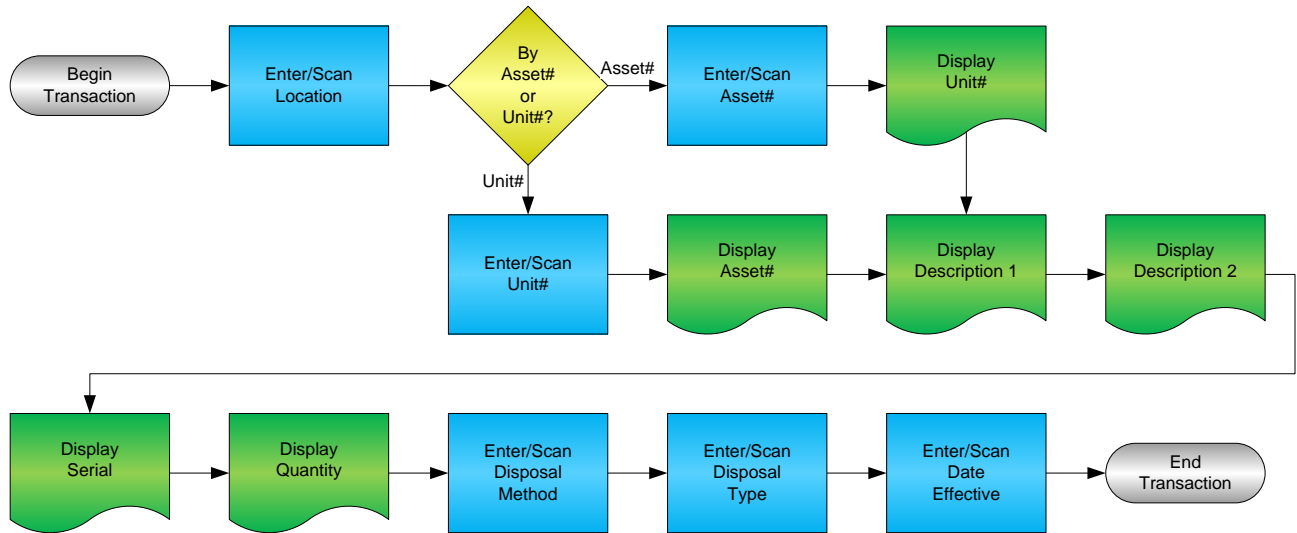 Begin
Transaction
Enter/Scan
Location
By
Asset#
or
Unit#?
Asset#
Enter/Scan
Asset#
Display
Unit#
Unit#
Enter/Scan
Unit#
Display
Asset#
Display
Description 1
Display
Description 2
Display
Serial
Display
Quantity
Enter/Scan
Disposal
Method
Enter/Scan
Disposal
Type
Enter/Scan
Date
Effective
End
Transaction